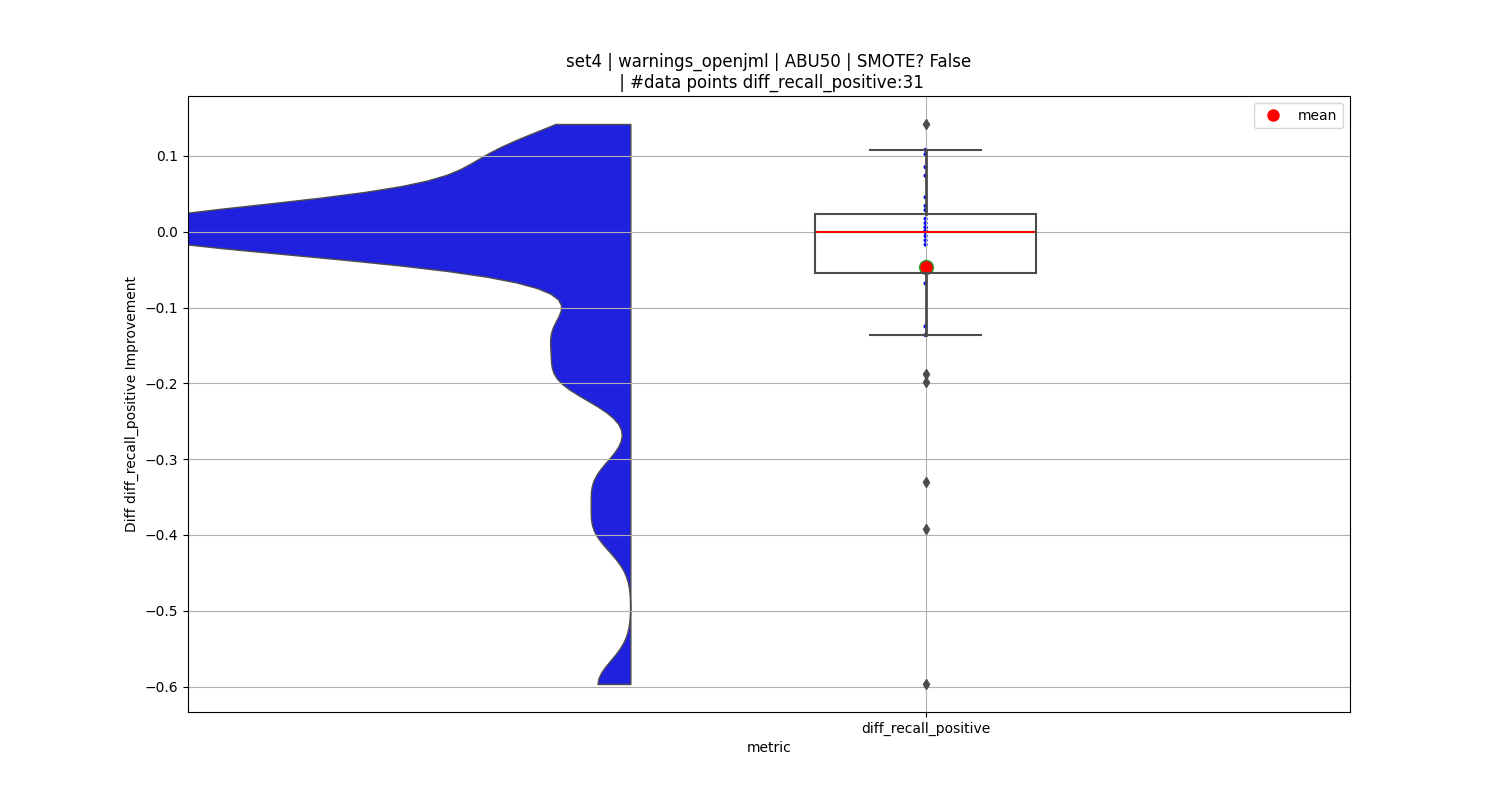 set4 | warnings_openjml | ABU50 | SMOTE? False
| #data points diff_recall_positive:31
mean
0.1
0.0
−0.1
−0.2
−0.3
−0.4
−0.5
−0.6
Diff diff_recall_positive Improvement
diff_recall_positive
metric